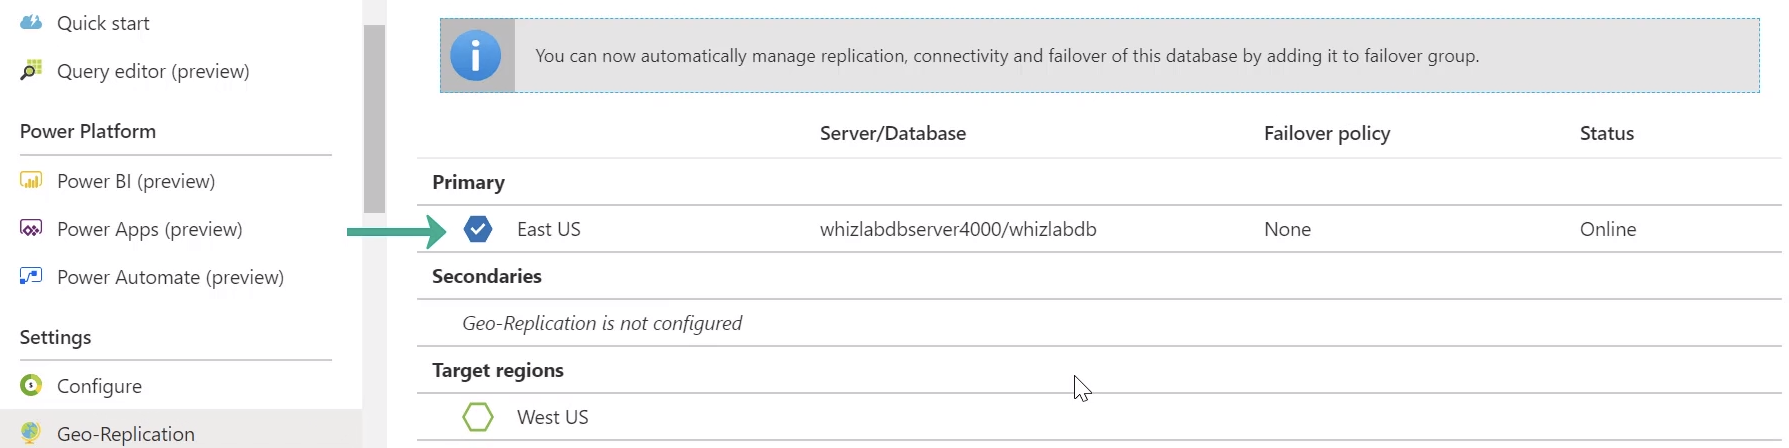 Quick start
Query editor (preview)
Power Platform
Power BI (preview)
Power Apps (preview)
Power Automate (preview)
Settings
Configure
Geo-Replication
You can now automatically manage replication, connectivity and failover of this database by adding it to failover group.
Server/Database Failover policy Status
Primary
East US whizlabdbserver4000/whizlabdb None Online
Secondaries
Geo-Replication is not configured
Target regions
West US